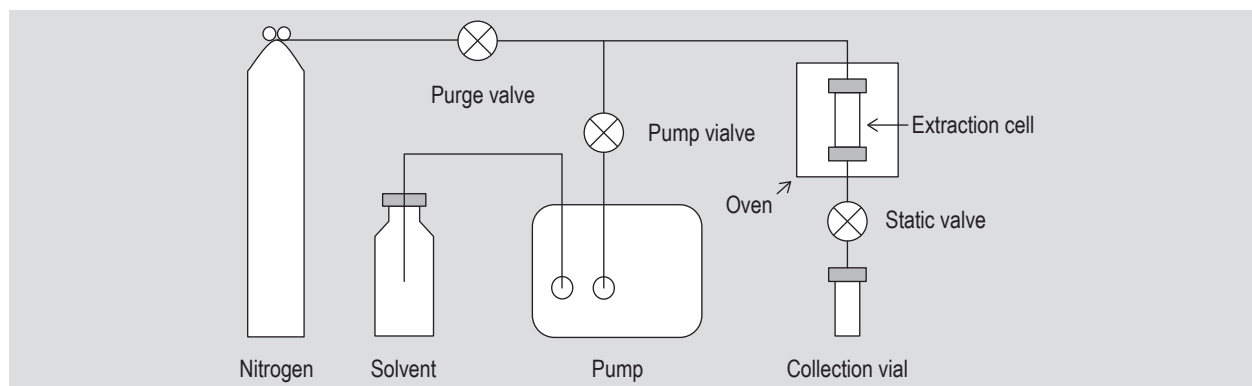 Purge valve
Pump vialve
Extraction cell
Oven
Static valve
Nitrogen
Solvent
Pump
Collection vial